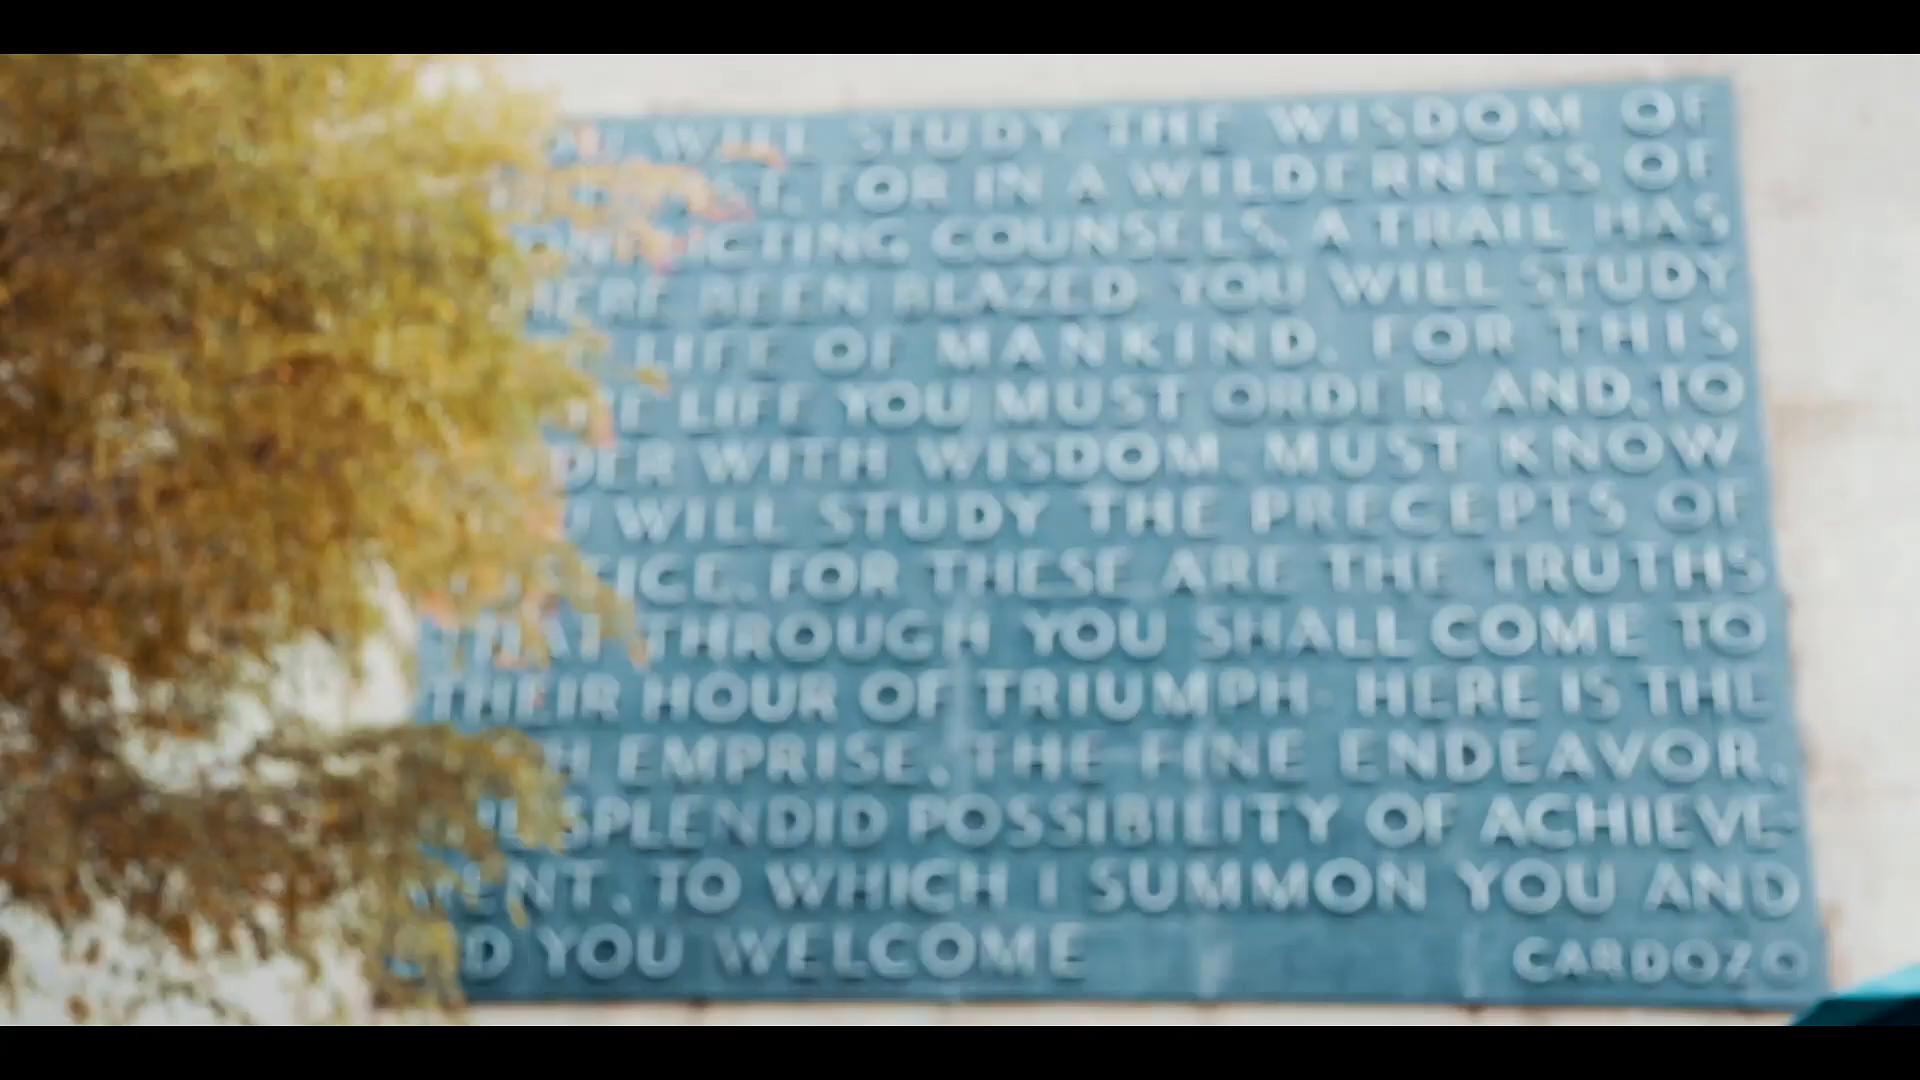 WILL STUDY THE WISDOM OF
FOR IN A WILDERNESS OF
COUNSELS, A TRAIL HAS
BEEN BLAZED YOU WILL STUDY
LIFE OF MANKIND, FOR THIS
LIFE YOU MUST ORDER, AND, TO
WITH WISDOM, MUST KNOW
WILL STUDY THE PRECEPTS OF
FOR THESE ARE THE TRUTHS
THAT THROUGH YOU SHALL COME TO
THEIR HOUR OF TRIUMPH HERE IS THE
EMPRISE, THE FINE ENDEAVOR,
SPLENDID POSSIBILITY OF ACHIEVE-
MENT, TO WHICH I SUMMON YOU AND
YOU WELCOME
CARDOZO